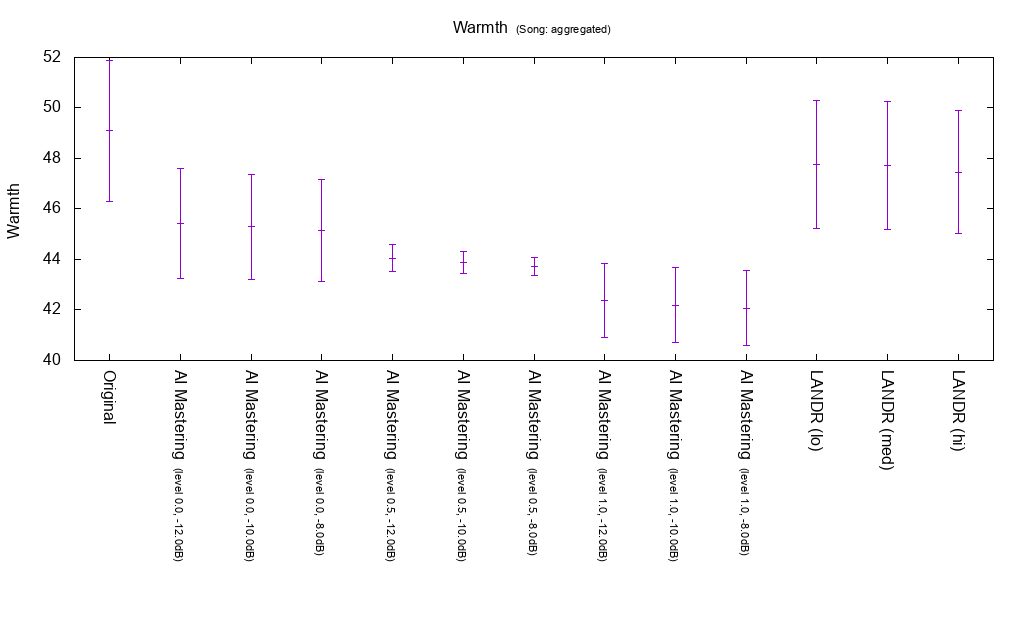 Warmth (Song: aggregated)
52
50
48
46
44
42
40
Warmth
Original
AI Mastering (level 0.0, -12.0dB)
AI Mastering (level 0.0, -10.0dB)
AI Mastering (level 0.0, -8.0dB)
AI Mastering (level 0.5, -12.0dB)
AI Mastering (level 0.5, -10.0dB)
AI Mastering (level 0.5, -8.0dB)
AI Mastering (level 1.0, -12.0dB)
AI Mastering (level 1.0, -10.0dB)
AI Mastering (level 1.0, -8.0dB)
LANDR (lo)
LANDR (med)
LANDR (hi)